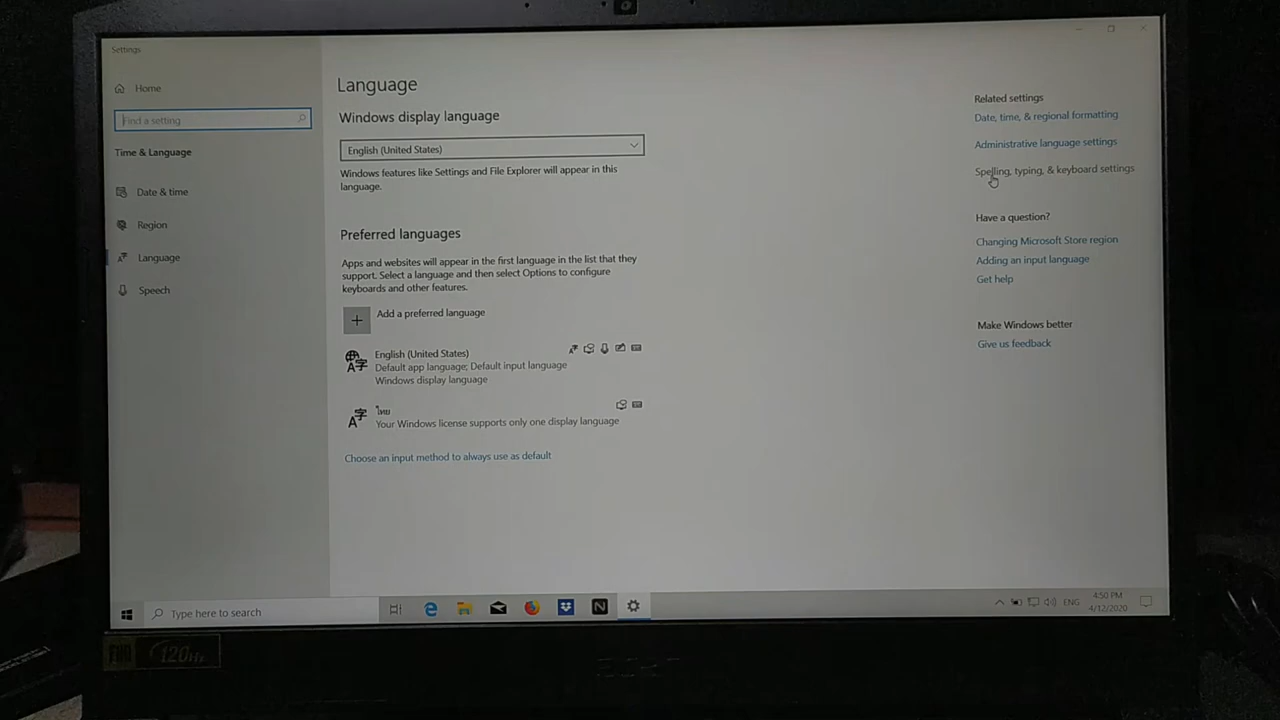 Settings
Home
Find a setting
Time & Language
Date & time
Region
Language
Speech
Language
Windows display language
English (United States)
Windows features like Settings and File Explorer will appear in this
language.
Preferred languages
Apps and websites will appear in the first language in the list that they
support. Select a language and then select Options to configure
keyboards and other features.
Add a preferred language
English (United States)
Default app language; Default input language
Windows display language
ไทย
Your Windows license supports only one display language
Choose an input method to always use as default
Related settings
Date, time, & regional formatting
Administrative language settings
Spelling, typing, & keyboard settings
Have a question?
Changing Microsoft Store region
Adding an input language
Get help
Make Windows better
Give us feedback
Type here to search
ENG
4:50 PM
4/12/2020
120Hz
acer